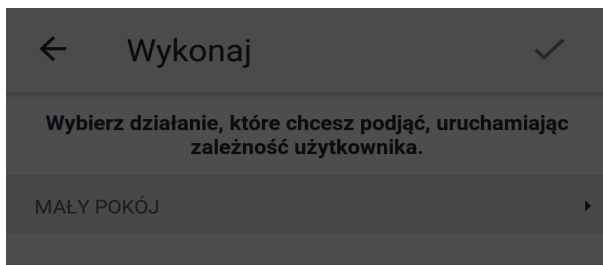 Wykonaj
Wybierz działanie, które chcesz podjąć, uruchamiając
zależność użytkownika.
MAŁY POKÓJ